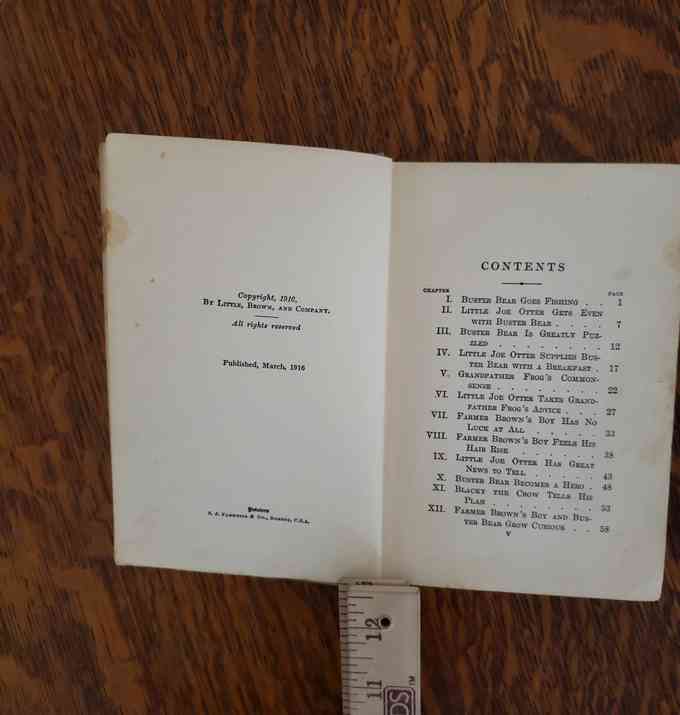 Copyright, 1916,
BY LITTLE, BROWN, AND COMPANY.
All rights reserved
Published, March, 1916
Printers
S. J. PARKHILL & CO., BOSTON, U.S.A.
CONTENTS
CHAPTER PAGE
I. BUSTER BEAR GOES FISHING . . 1
II. LITTLE JOE OTTER GETS EVEN
WITH BUSTER BEAR . . . . 7
III. BUSTER BEAR IS GREATLY PUZ-
ZLED . . . . . . . . 12
IV. LITTLE JOE OTTER SUPPLIES BUS-
TER BEAR WITH A BREAKFAST . 17
V. GRANDFATHER FROG'S COMMON-
SENSE . . . . . . . . 22
VI. LITTLE JOE OTTER TAKES GRAND-
FATHER FROG'S ADVICE . . . 27
VII. FARMER BROWN'S BOY HAS NO
LUCK AT ALL . . . . . 33
VIII. FARMER BROWN'S BOY FEELS HIS
HAIR RISE . . . . . . 38
IX. LITTLE JOE OTTER HAS GREAT
NEWS TO TELL . . . . . 43
X. BUSTER BEAR BECOMES A HERO . 48
XI. BLACKY THE CROW TELLS HIS
PLAN . . . . . . . . 53
XII. FARMER BROWN'S BOY AND BUS-
TER BEAR GROW CURIOUS . . 58
V
12
11
TM